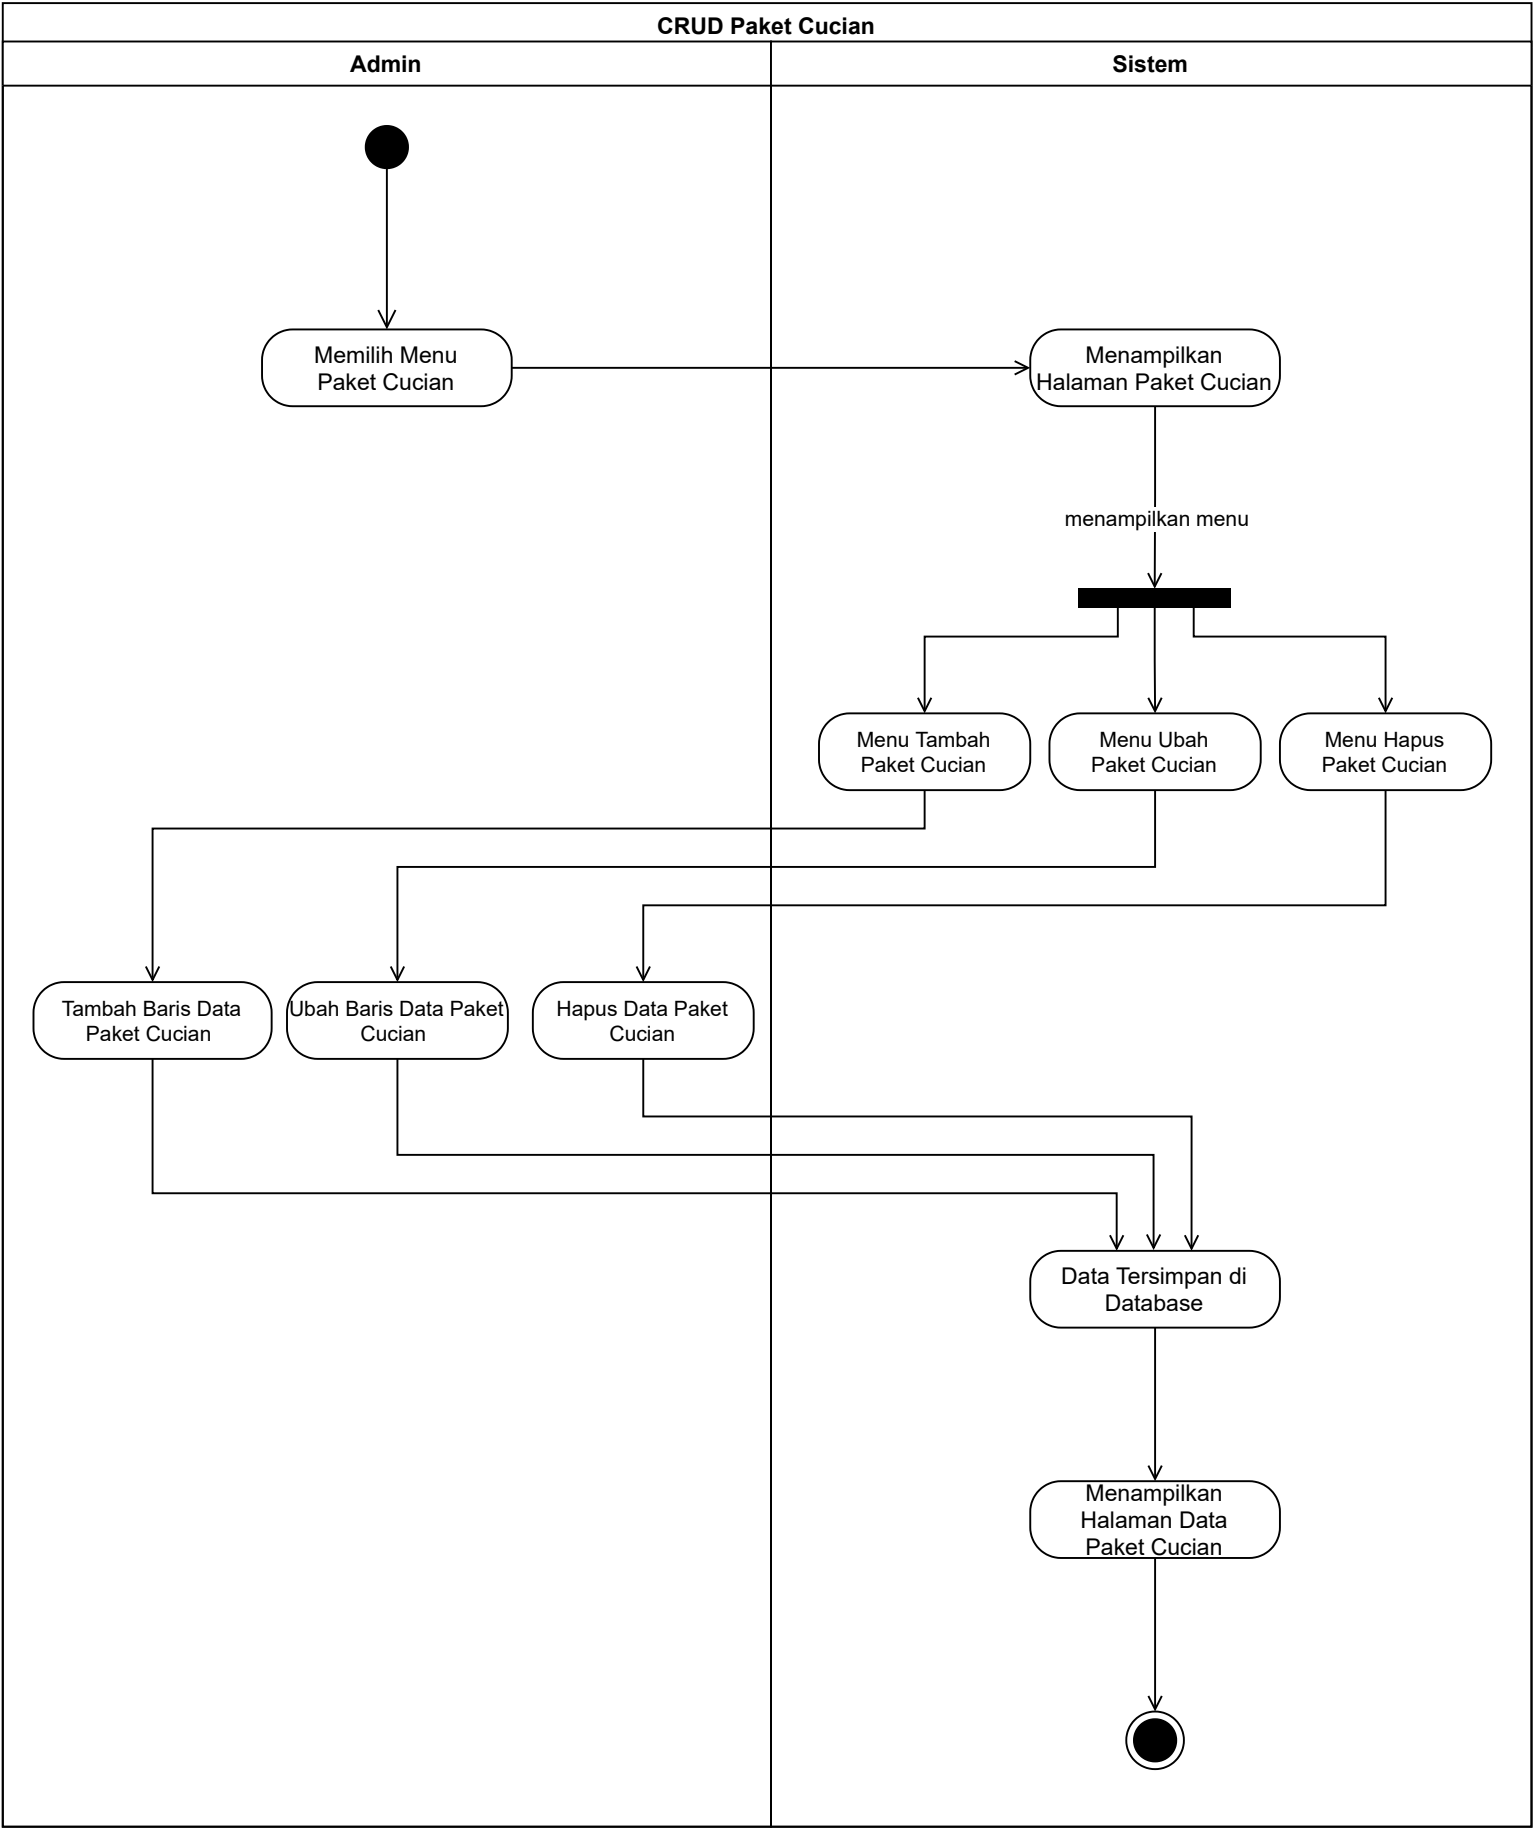 CRUD Paket Cucian
Admin
Sistem
Memilih Menu
Paket Cucian
Menampilkan
Halaman Paket Cucian
menampilkan menu
Menu Tambah
Paket Cucian
Menu Ubah
Paket Cucian
Menu Hapus
Paket Cucian
Tambah Baris Data
Paket Cucian
Ubah Baris Data Paket
Cucian
Hapus Data Paket
Cucian
Data Tersimpan di
Database
Menampilkan
Halaman Data
Paket Cucian